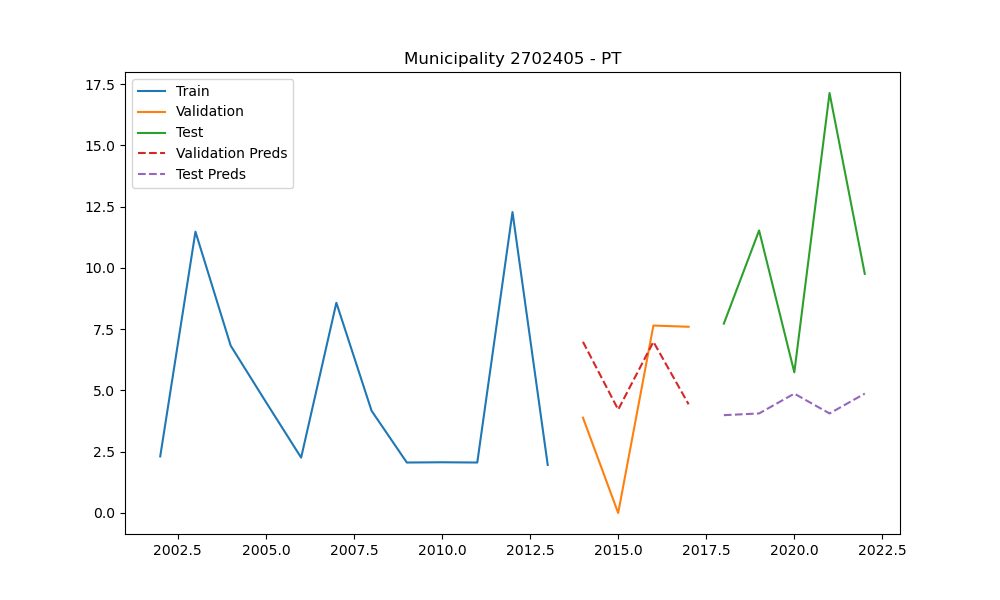 Municipality 2702405 - PT
Train
Validation
Test
Validation Preds
Test Preds
17.5
15.0
12.5
10.0
7.5
5.0
2.5
0.0
2002.5 2005.0 2007.5 2010.0 2012.5 2015.0 2017.5 2020.0 2022.5